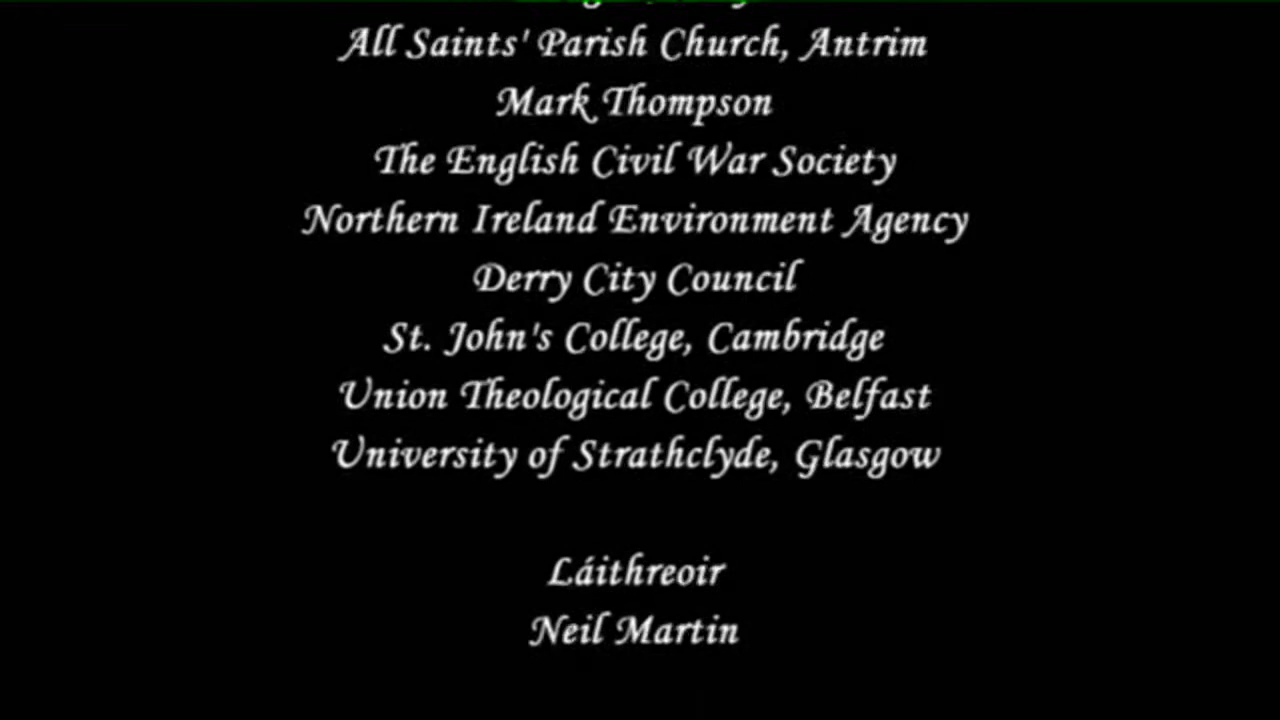 All Saints' Parish Church, Antrim
Mark Thompson
The English Civil War Society
Northern Ireland Environment Agency
Derry City Council
St. John's College, Cambridge
Union Theological College, Belfast
University of Strathclyde, Glasgow
Láithreoir
Neil Martin